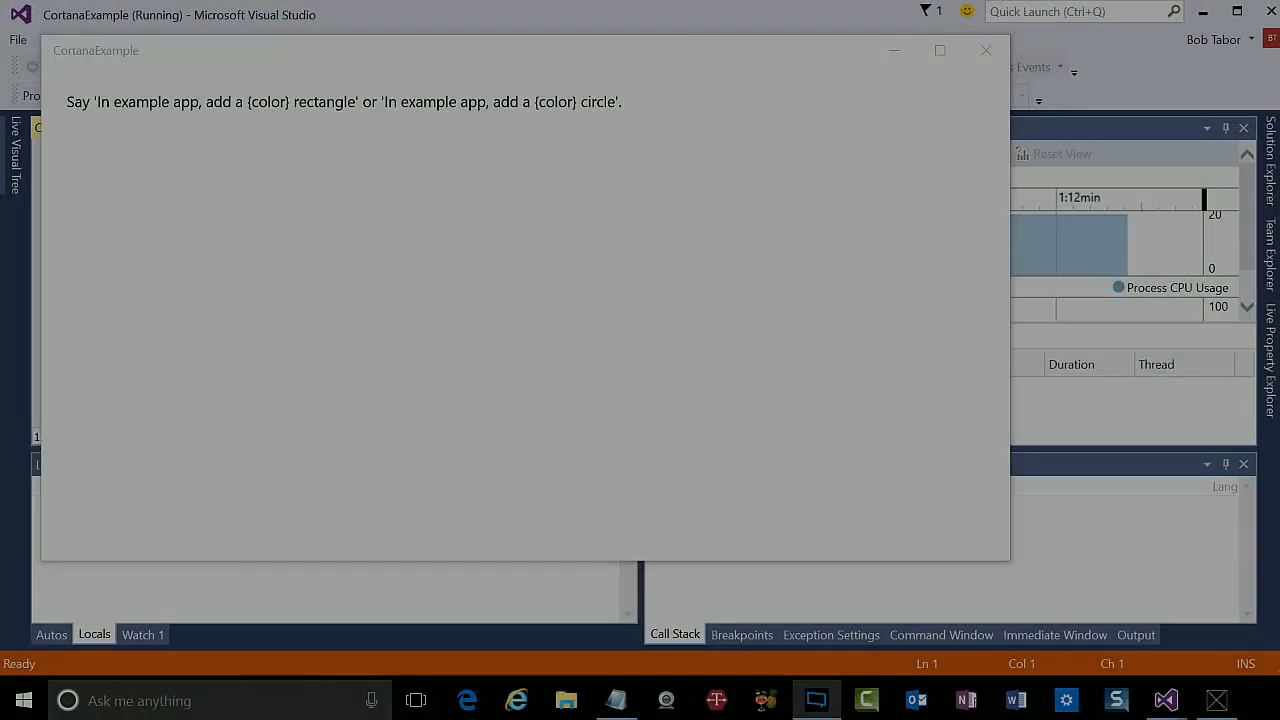 CortanaExample (Running) - Microsoft Visual Studio
1
Quick Launch (Ctrl+Q)
File
Bob Tabor
BT
CortanaExample
Events
Pro
Say 'In example app, add a {color} rectangle' or 'In example app, add a {color} circle'.
Live Visual Tree
Solution Explorer
Team Explorer
Live Property Explorer
Reset View
1:12min
20
0
Process CPU Usage
100
Duration
Thread
Lang
Autos
Locals
Watch 1
Call Stack
Breakpoints
Exception Settings
Command Window
Immediate Window
Output
Ready
Ln 1
Col 1
Ch 1
INS
Ask me anything